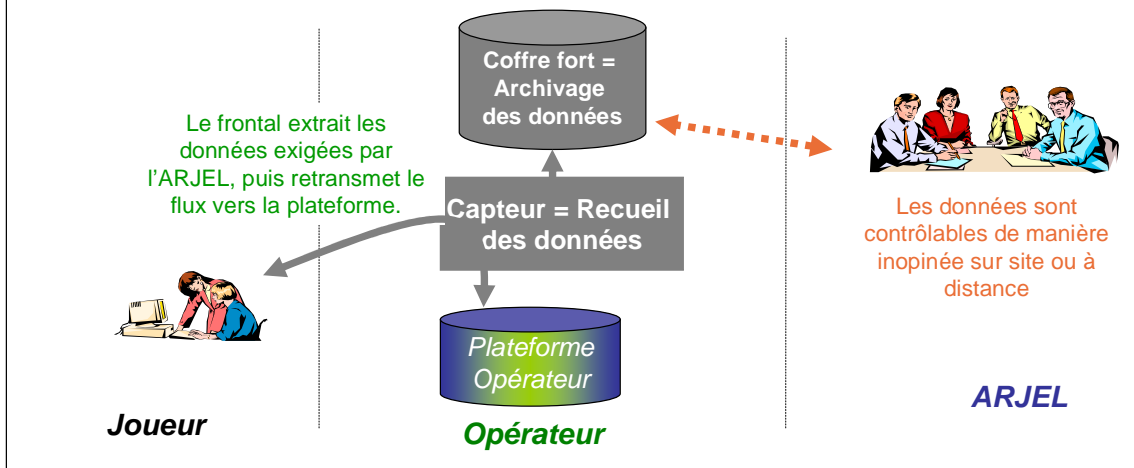 Coffre fort =
Archivage
des données
Le frontal extrait les
données exigées par
l'ARJEL, puis retransmet le
flux vers la plateforme.
Capteur = Recueil
des données
Les données sont
contrôlables de manière
inopinée sur site ou à
distance
Plateforme
Opérateur
Joueur
Opérateur
ARJEL